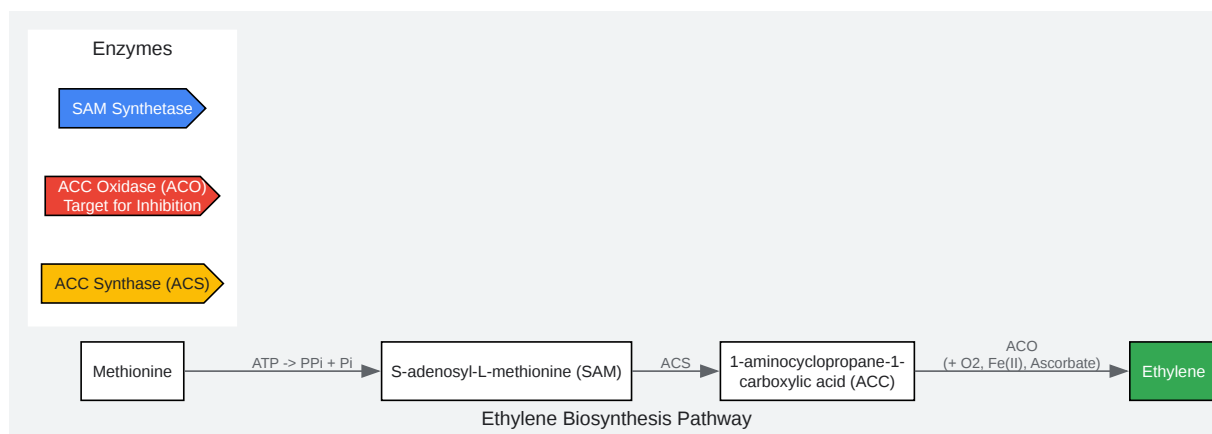 Enzymes
SAM Synthetase
ACC Oxidase (ACO)
Target for Inhibition
ACC Synthase (ACS)
Methionine
ATP -> PPi + Pi
S-adenosyl-L-methionine (SAM)
ACS
1-aminocyclopropane-1-
carboxylic acid (ACC)
ACO
(+ O2, Fe(II), Ascorbate)
Ethylene
Ethylene Biosynthesis Pathway